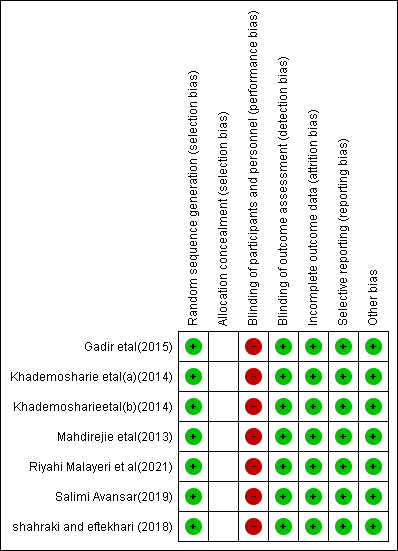 Random sequence generation (selection bias)
Allocation concealment (selection bias)
Blinding of participants and personnel (performance bias)
Blinding of outcome assessment (detection bias)
Incomplete outcome data (attrition bias)
Selective reporting (reporting bias)
Other bias
Gadir etal(2015) + - + + + +
Khademosharie etal(a)(2014) + - + + + +
Khademosharieetal(b)(2014) + - + + + +
Mahdirejie etal(2013) + - + + + +
Riyahi Malayeri et al(2021) + - + + + +
Salimi Avansar(2019) + - + + + +
shahraki and eftekhari (2018) + - + + + +